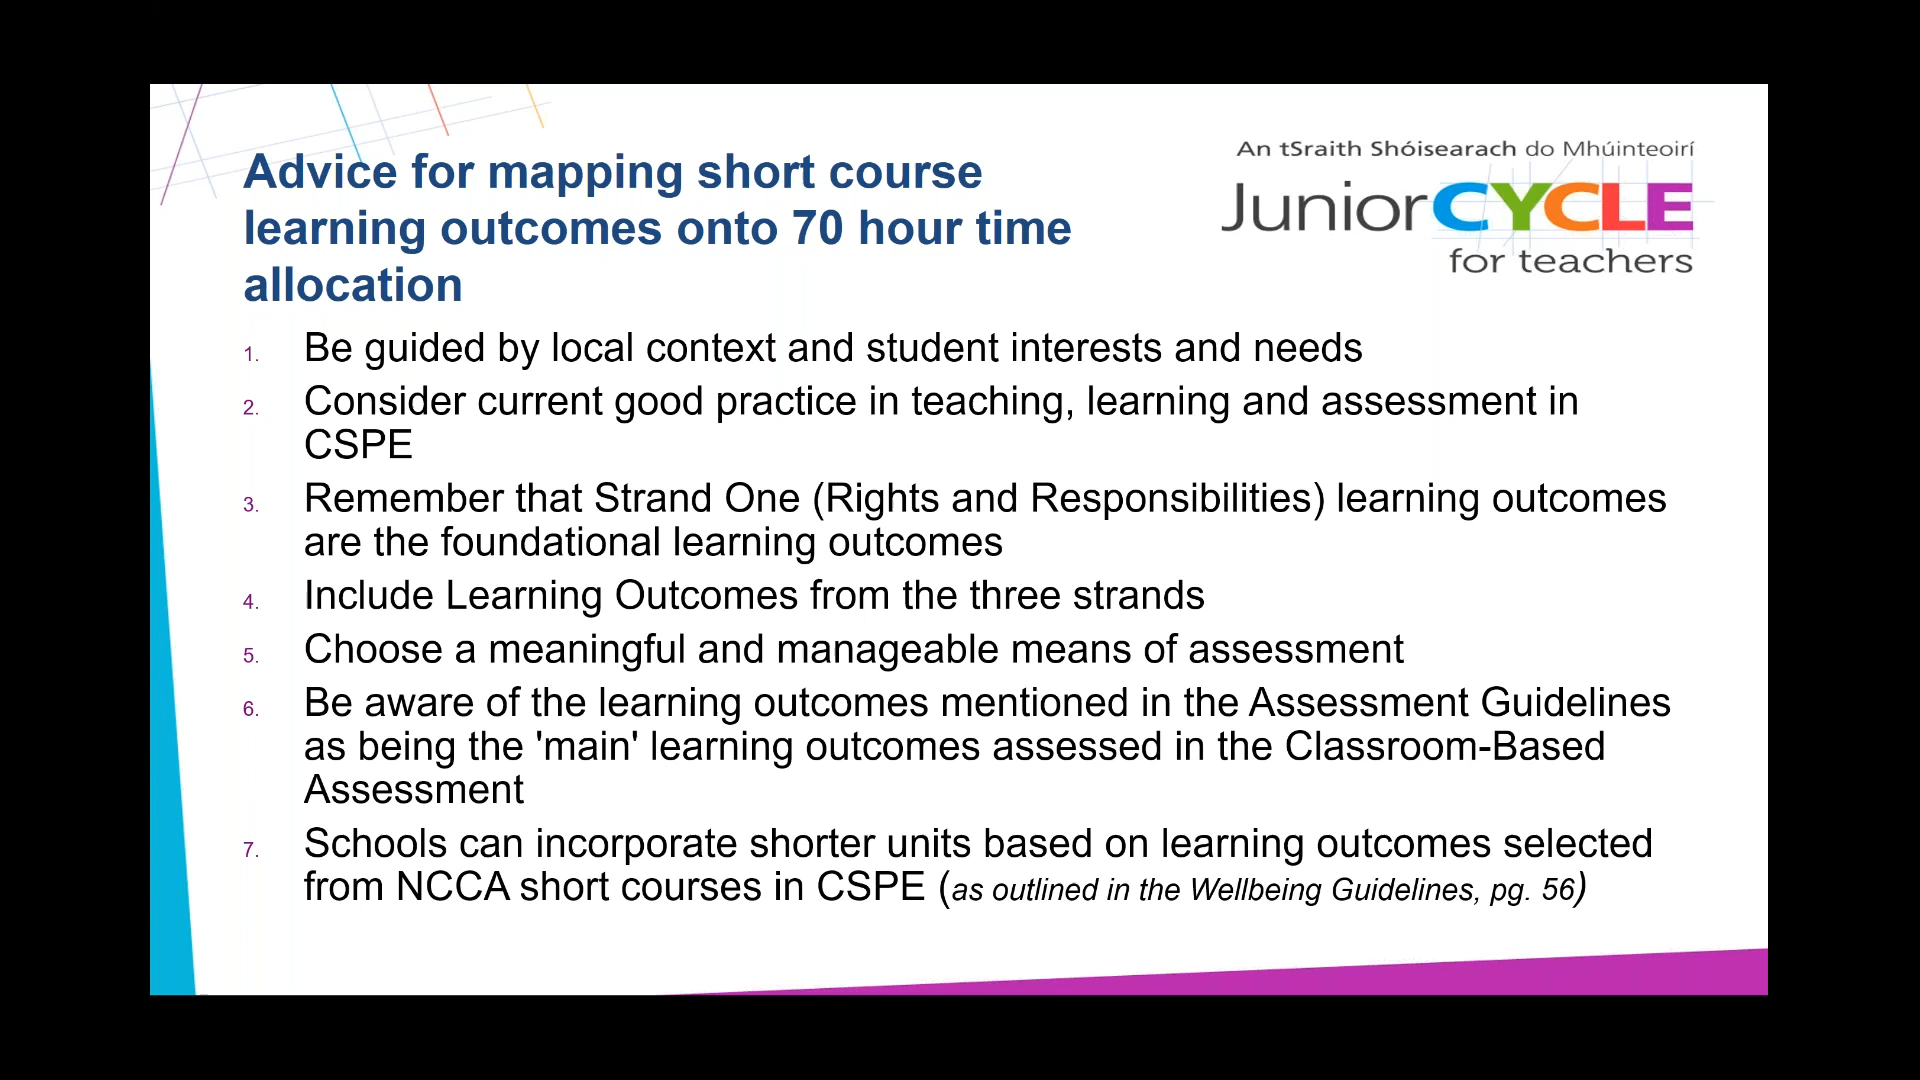 Advice for mapping short course
learning outcomes onto 70 hour time
allocation
An tSraith Shóisearach do Mhúinteoirí
JuniorCYCLE
for teachers
1. Be guided by local context and student interests and needs
2. Consider current good practice in teaching, learning and assessment in
CSPE
3. Remember that Strand One (Rights and Responsibilities) learning outcomes
are the foundational learning outcomes
4. Include Learning Outcomes from the three strands
5. Choose a meaningful and manageable means of assessment
6. Be aware of the learning outcomes mentioned in the Assessment Guidelines
as being the 'main' learning outcomes assessed in the Classroom-Based
Assessment
7. Schools can incorporate shorter units based on learning outcomes selected
from NCCA short courses in CSPE (as outlined in the Wellbeing Guidelines, pg. 56)